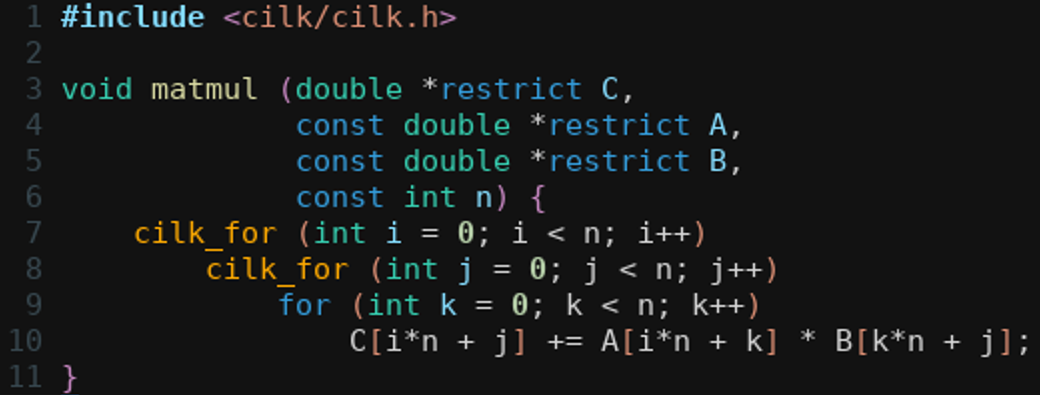 1 #include <cilk/cilk.h>
2
3 void matmul (double *restrict C,
4              const double *restrict A,
5              const double *restrict B,
6              const int n) {
7     cilk_for (int i = 0; i < n; i++)
8         cilk_for (int j = 0; j < n; j++)
9             for (int k = 0; k < n; k++)
10                 C[i*n + j] += A[i*n + k] * B[k*n + j];
11 }